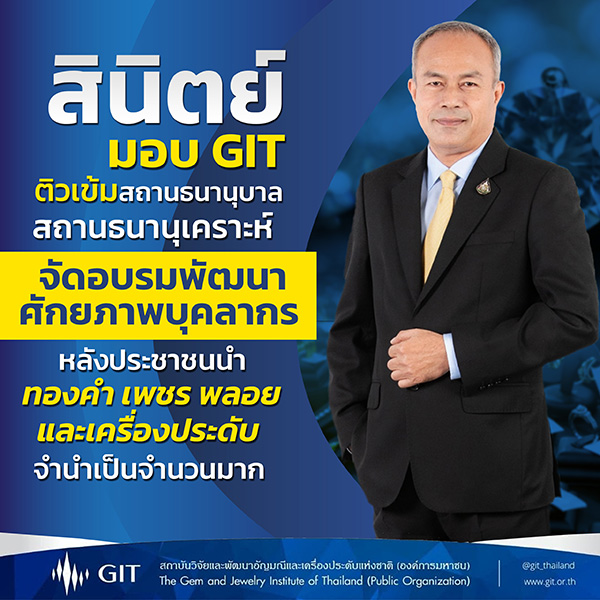 สินิตย์
มอบ GIT
ติวเข้มสถานธนานุบาล
สถานธนานุเคราะห์
จัดอบรมพัฒนา
ศักยภาพบุคลากร
หลังประชาชนนำ
ทองคำ เพชร พลอย
และเครื่องประดับ
จำนำเป็นจำนวนมาก
GIT
สถาบันวิจัยและพัฒนาอัญมณีและเครื่องประดับแห่งชาติ (องค์การมหาชน)
The Gem and Jewelry Institute of Thailand (Public Organization)
@git_thailand
www.git.or.th